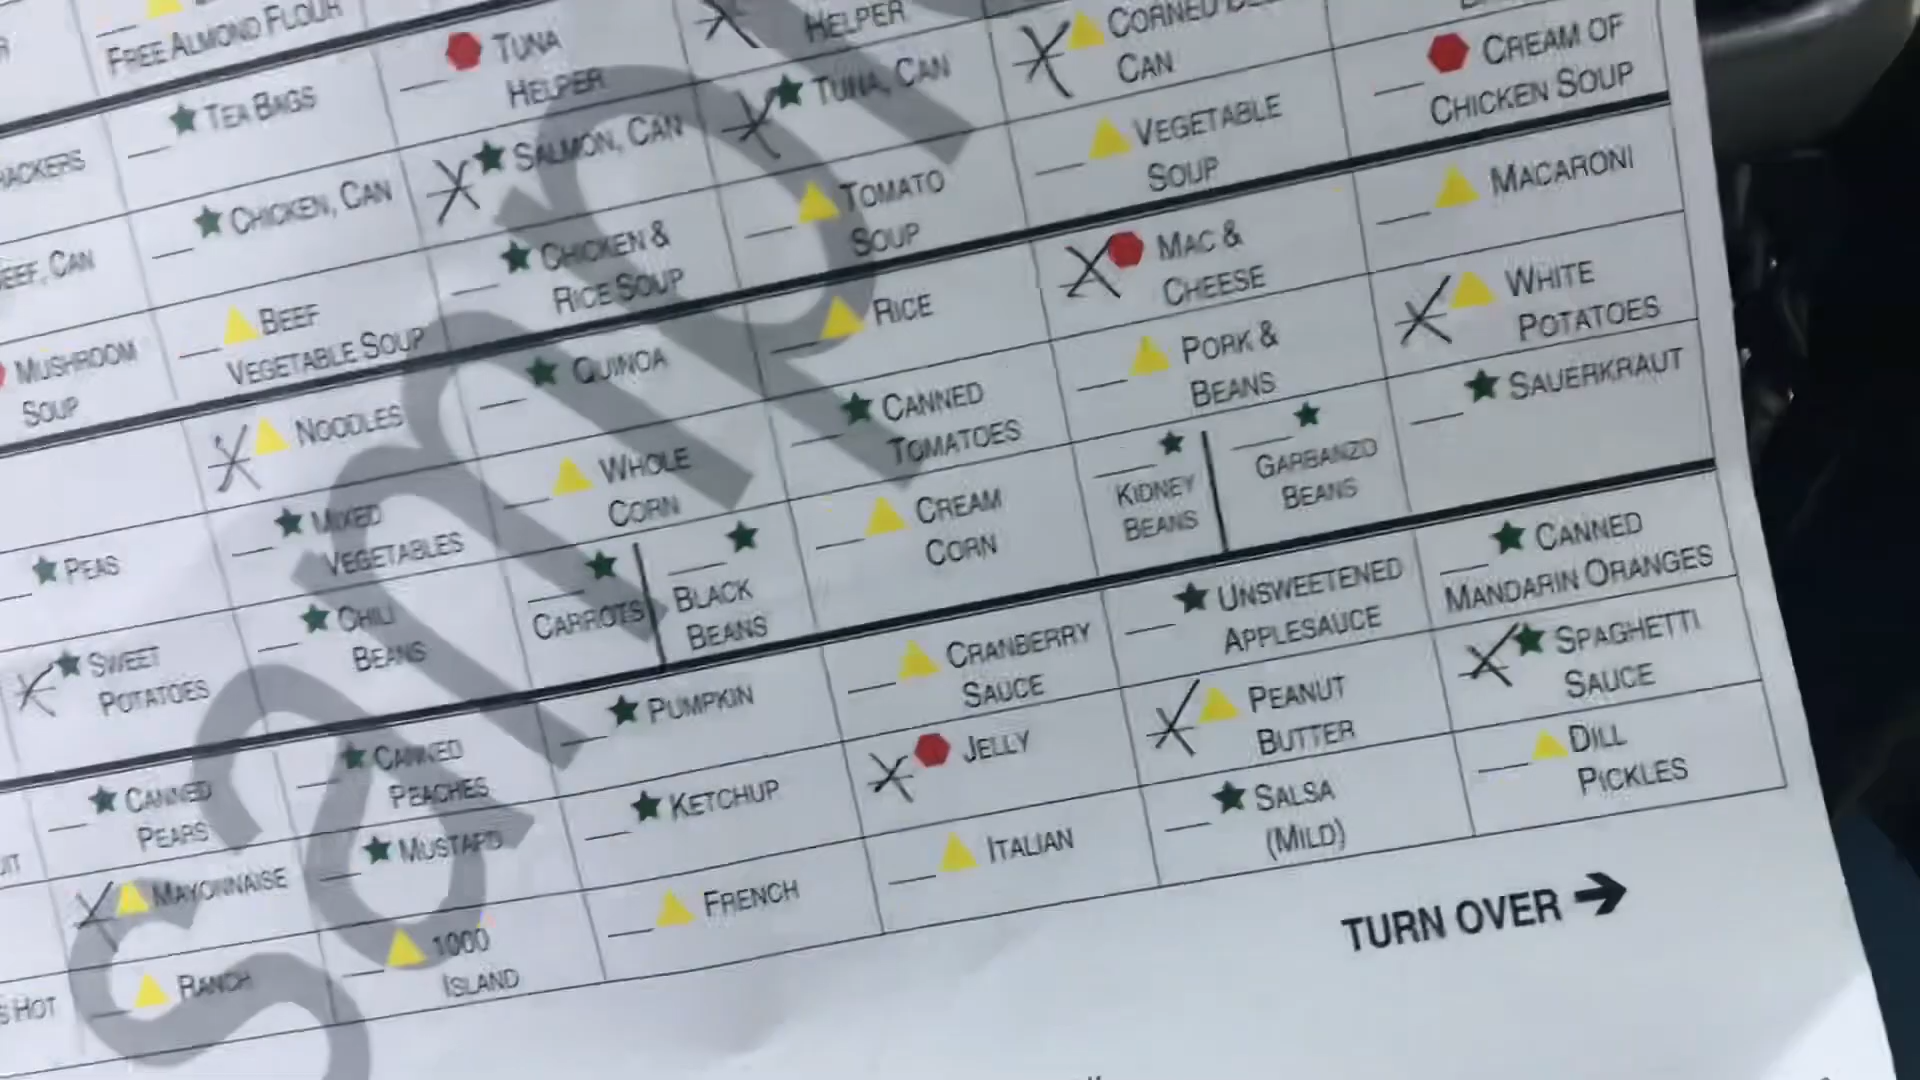 FREE ALMOND FLOUR
TUNA
HELPER
HELPER
CAN
CREAM OF
CHICKEN SOUP
TEA BAGS
SALMON, CAN
TUNA, CAN
VEGETABLE
SOUP
MACARONI
CHICKEN, CAN
CHICKEN &
RICE SOUP
TOMATO
SOUP
MAC &
CHEESE
WHITE
POTATOES
MUSHROOM
SOUP
BEEF
VEGETABLE SOUP
QUINOA
RICE
PORK &
BEANS
SAUERKRAUT
NOODLES
WHOLE
CORN
CANNED
TOMATOES
KIDNEY
BEANS
GARBANZO
BEANS
PEAS
MIXED
VEGETABLES
CARROTS
BLACK
BEANS
CREAM
CORN
UNSWEETENED
APPLESAUCE
CANNED
MANDARIN ORANGES
SWEET
POTATOES
CHILI
BEANS
PUMPKIN
CRANBERRY
SAUCE
PEANUT
BUTTER
SPAGHETTI
SAUCE
CANNED
PEARS
CANNED
PEACHES
KETCHUP
JELLY
SALSA
(MILD)
DILL
PICKLES
MAYONNAISE
MUSTARD
FRENCH
ITALIAN
HOT
RANCH
1000
ISLAND
TURN OVER
Sample